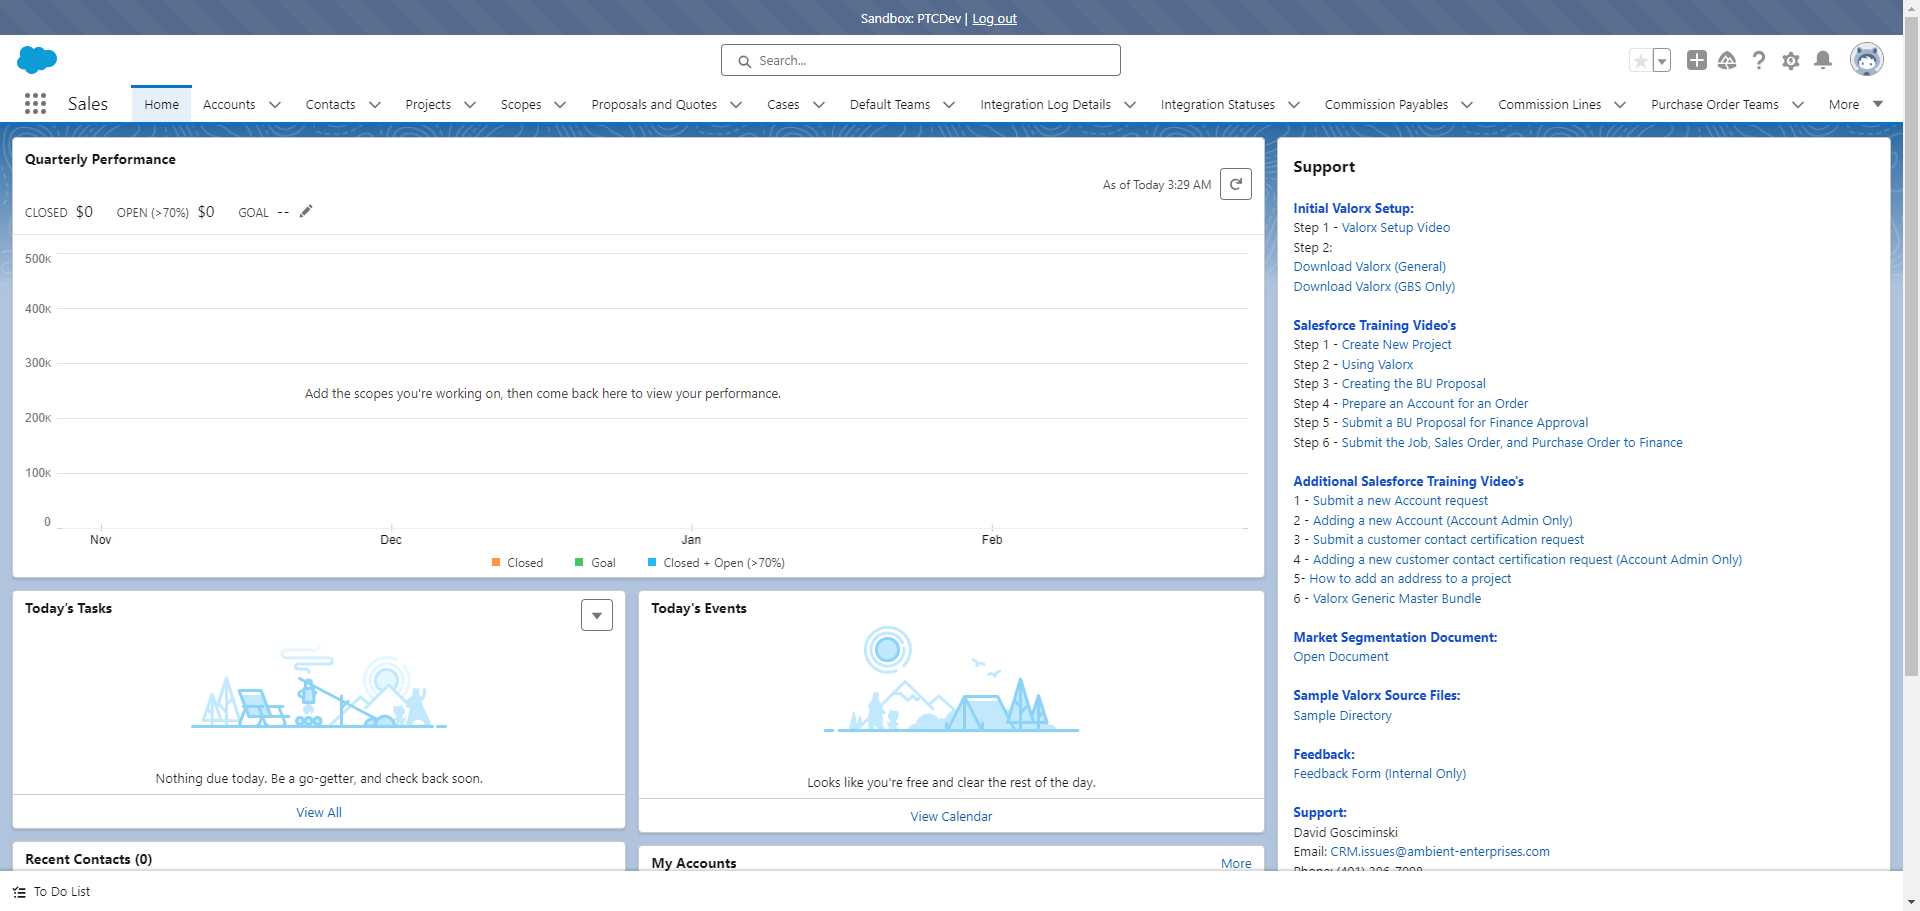 Sandbox: PTCDev | Log out
Search...
Sales
Home
Accounts
Contacts
Projects
Scopes
Proposals and Quotes
Cases
Default Teams
Integration Log Details
Integration Statuses
Commission Payables
Commission Lines
Purchase Order Teams
More
Quarterly Performance
As of Today 3:29 AM
CLOSED $0 OPEN (>70%) $0 GOAL --
500K
400K
300K
Add the scopes you're working on, then come back here to view your performance.
200K
100K
0
Nov Dec Jan Feb
Closed Goal Closed + Open (>70%)
Today's Tasks
Nothing due today. Be a go-getter, and check back soon.
View All
Today's Events
Looks like you're free and clear the rest of the day.
View Calendar
Recent Contacts (0)
My Accounts
More
Support
Initial Valorx Setup:
Step 1 - Valorx Setup Video
Step 2:
Download Valorx (General)
Download Valorx (GBS Only)
Salesforce Training Video's
Step 1 - Create New Project
Step 2 - Using Valorx
Step 3 - Creating the BU Proposal
Step 4 - Prepare an Account for an Order
Step 5 - Submit a BU Proposal for Finance Approval
Step 6 - Submit the Job, Sales Order, and Purchase Order to Finance
Additional Salesforce Training Video's
1 - Submit a new Account request
2 - Adding a new Account (Account Admin Only)
3 - Submit a customer contact certification request
4 - Adding a new customer contact certification request (Account Admin Only)
5- How to add an address to a project
6 - Valorx Generic Master Bundle
Market Segmentation Document:
Open Document
Sample Valorx Source Files:
Sample Directory
Feedback:
Feedback Form (Internal Only)
Support:
David Gosciminski
Email: CRM.issues@ambient-enterprises.com
To Do List